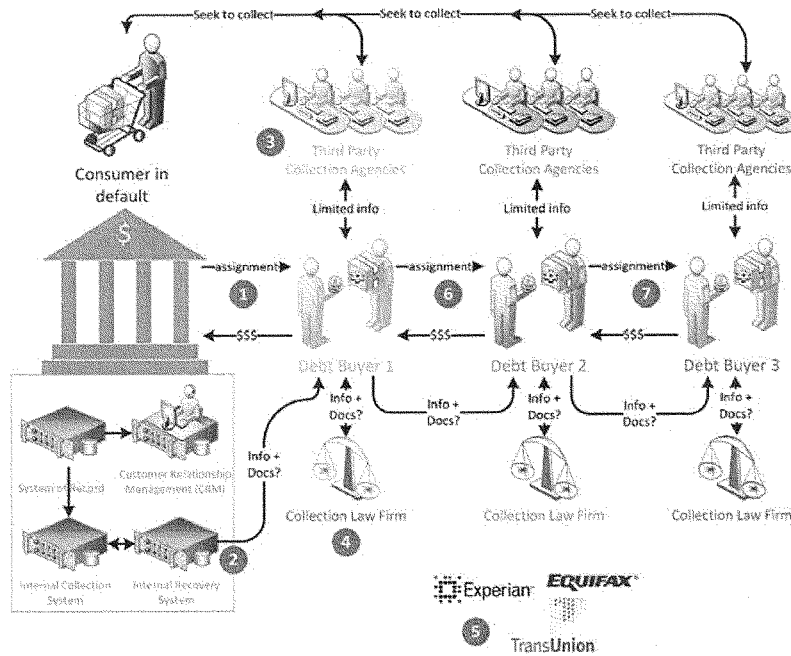 Seek to collect
Seek to collect
Seek to collect
3
Third Party
Collection Agencies
Third Party
Collection Agencies
Third Party
Collection Agencies
Consumer in
default
$
Limited info
Limited info
Limited info
assignment
1
assignment
6
assignment
7
$$$
$$$
$$$
Debt Buyer 1
Debt Buyer 2
Debt Buyer 3
Info +
Docs?
Info +
Docs?
Info +
Docs?
Info +
Docs?
Info +
Docs?
Info +
Docs?
System of Record
Customer Relationship
Management (CRM)
Collection Law Firm
Collection Law Firm
Collection Law Firm
2
4
Internal Collection
System
Internal Recovery
System
Experian
EQUIFAX
5
TransUnion